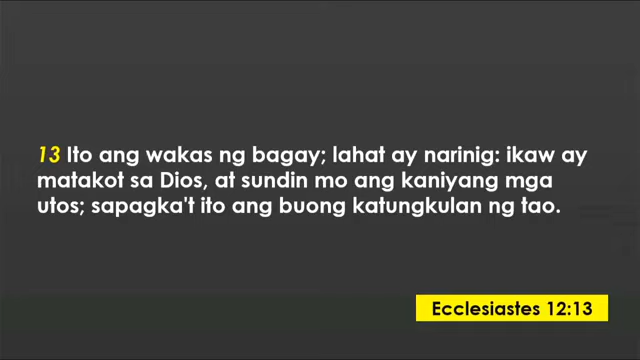 13 Ito ang wakas ng bagay; lahat ay narinig: ikaw ay
matakot sa Dios, at sundin mo ang kaniyang mga
utos; sapagka't ito ang buong katungkulan ng tao.
Ecclesiastes 12:13